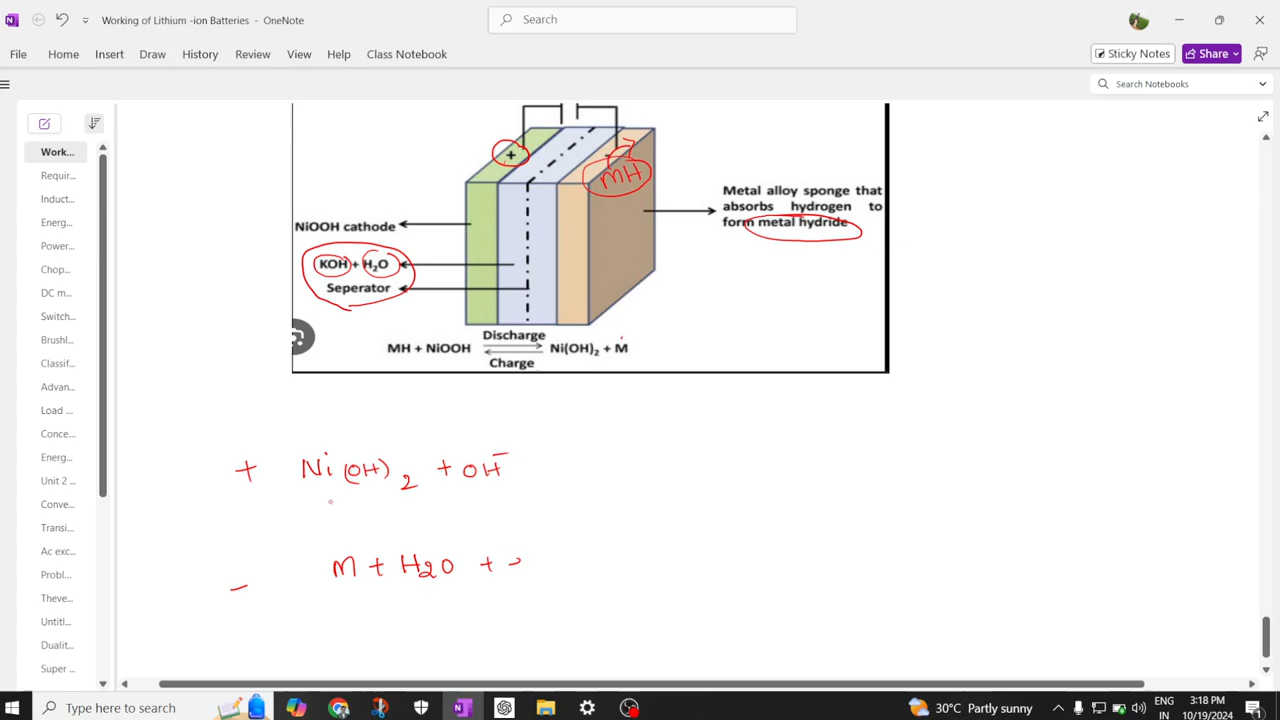 Working of Lithium -ion Batteries - OneNote
Search
File Home Insert Draw History Review View Help Class Notebook
Sticky Notes
Share
Search Notebooks
Work...
Requir...
Induct...
Energ...
Power...
Chop...
DC m...
Switch...
Brushl...
Classif...
Advan...
Load ...
Conce...
Energ...
Unit 2 ...
Conve...
Transi...
Ac exc...
Probl...
Theve...
Untitl...
Dualit...
Super ...
+
-
MH
NiOOH cathode
KOH + H₂O
Seperator
Metal alloy sponge that
absorbs hydrogen to
form metal hydride
MH + NiOOH Discharge Ni(OH)₂ + M
Charge
+ Ni(OH)₂ + OH⁻
- M + H₂O +
Type here to search
30°C Partly sunny
ENG
IN
3:18 PM
10/19/2024